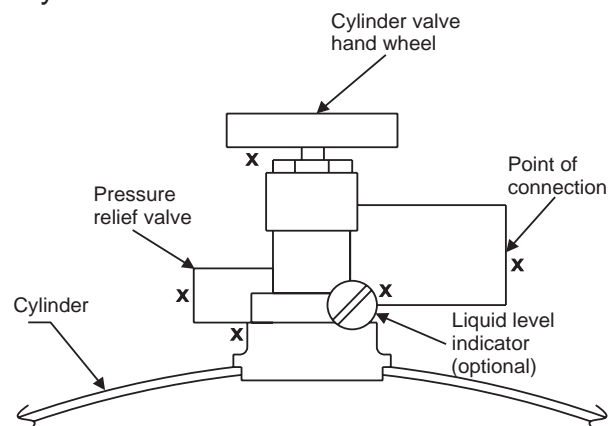 Cylinder valve
hand wheel
x
Point of
connection
Pressure
relief valve
x
x
x
x
Cylinder
Liquid level
indicator
(optional)